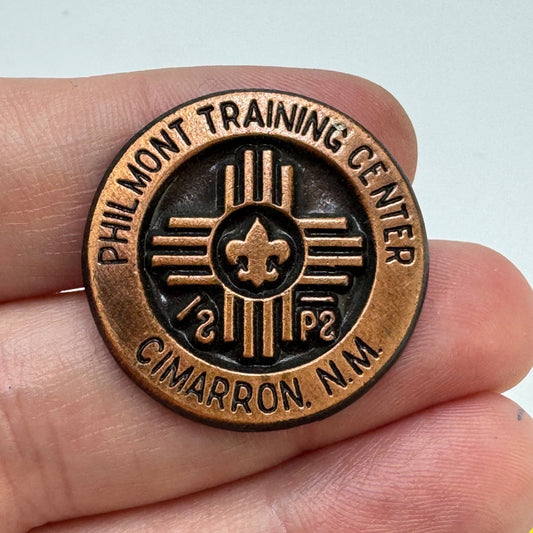 PHILMONT TRAINING CENTER
CIMARRON, N.M.